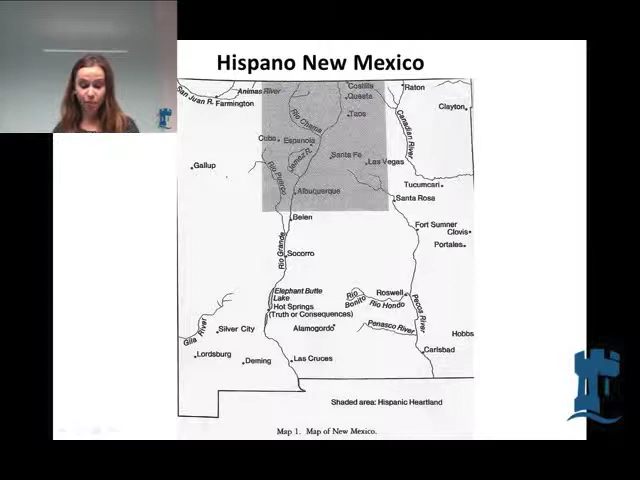 Hispano New Mexico
San Juan R.
Farmington
Animas River
Costilla
Questa
Raton
Taos
Clayton
Rio Chama
Canadian River
Cuba
Espanola
Jemez R.
Santa Fe
Las Vegas
Gallup
Rio Puerco
Albuquerque
Tucumcari
Santa Rosa
Belen
Fort Sumner
Clovis
Portales
Rio Grande
Socorro
Elephant Butte
Lake
Hot Springs
(Truth or Consequences)
Rio
Bonito
Rio Hondo
Roswell
Pecos River
Gila River
Silver City
Alamogordo
Penasco River
Hobbs
Lordsburg
Deming
Las Cruces
Carlsbad
Shaded area: Hispanic Heartland
Map 1. Map of New Mexico.